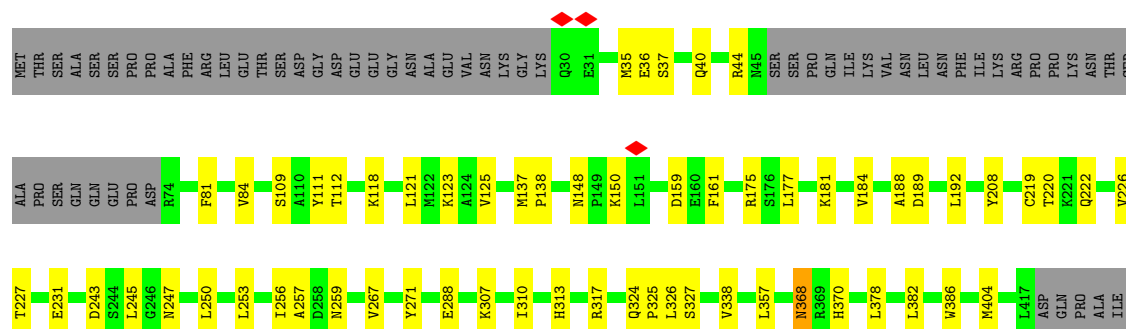 MET THR SER ALA SER SER PRO PRO ALA PHE ARG LEU GLU THR SER ASP GLY ASP GLU GLU GLY ASN ALA GLU VAL ASN LYS GLY LYS Q30 E31 M35 E36 S37 Q40 R44 N45 SER SER PRO GLN ILE LYS VAL ASN LEU ASN PHE ILE LYS ARG PRO PRO LYS ASN THR
ALA PRO SER GLN GLN GLU PRO ASP R74 F81 V84 S109 A110 Y111 T112 K118 L121 M122 K123 A124 V125 M137 P138 N148 P149 K150 L151 D159 E160 F161 R175 S176 L177 K181 V184 A188 D189 L192 Y208 C219 T220 K221 Q222 V226
T227 E231 D243 S244 L245 G246 N247 L250 L253 I256 A257 D258 N259 V267 Y271 E288 K307 I310 H313 R317 Q324 P325 L326 S327 V338 L357 N368 R369 H370 L378 L382 W386 M404 L417 ASP GLN PRO ALA ILE